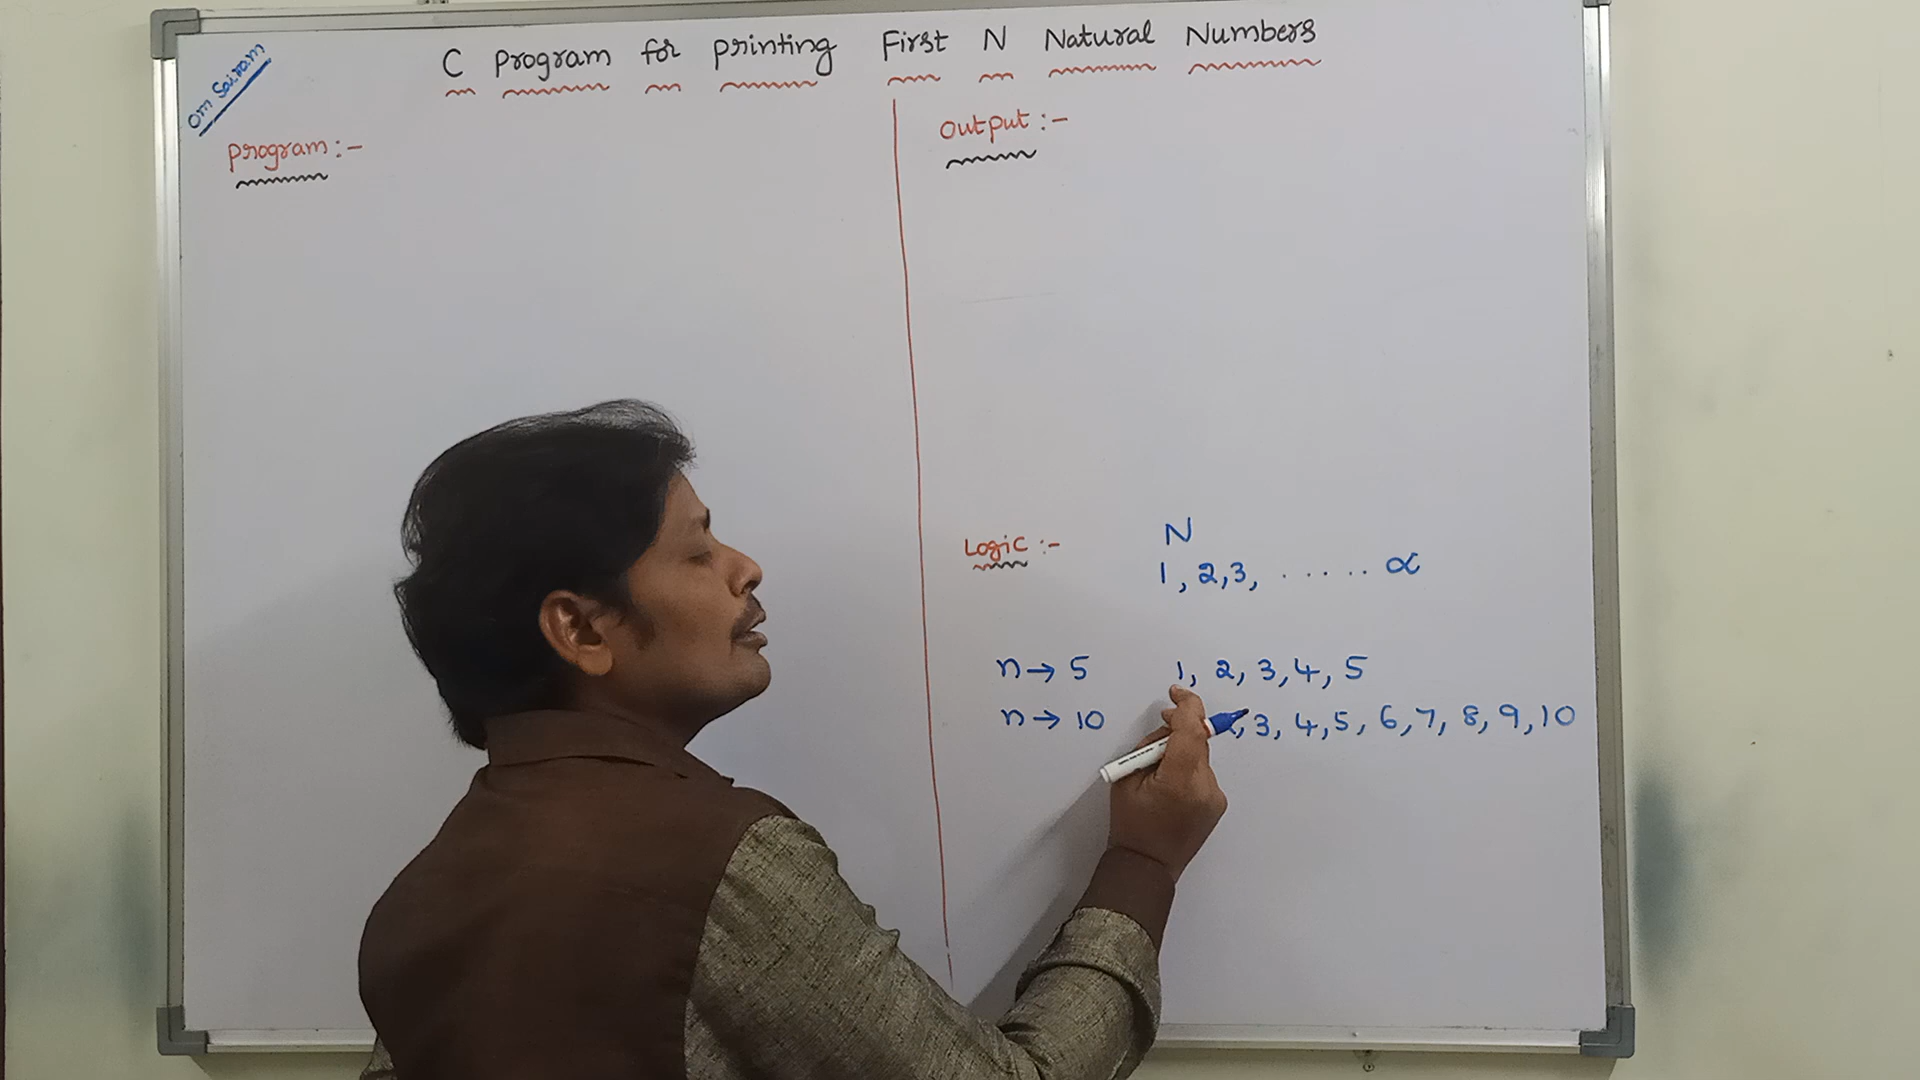 Om Sairam
C Program for printing First N Natural Numbers
Program :-
Output :-
Logic :- N
1, 2, 3, ..... ∝
n → 5 1, 2, 3, 4, 5
n → 10 , 3, 4, 5, 6, 7, 8, 9, 10